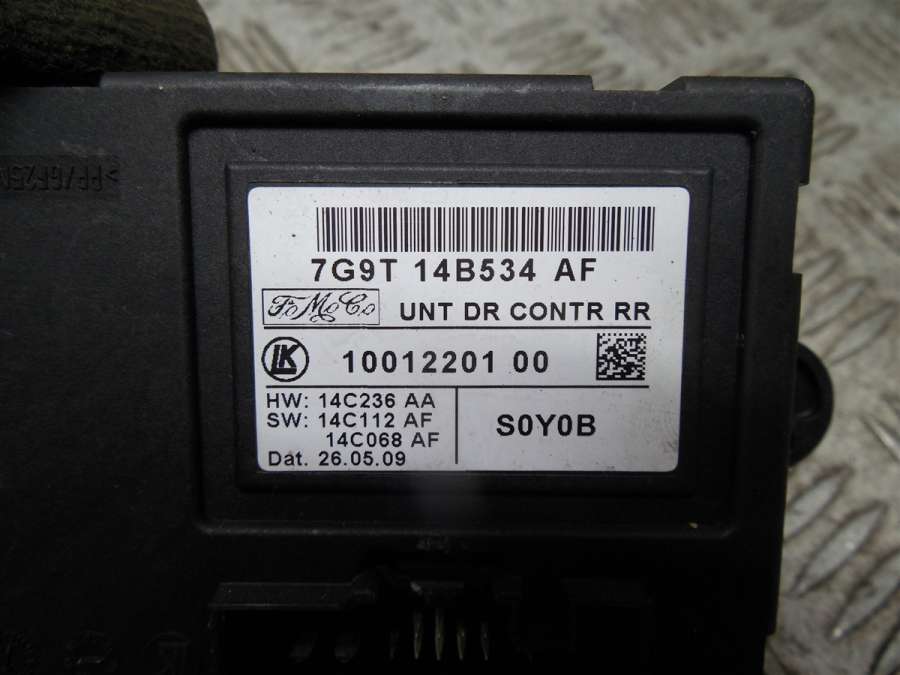 7G9T 14B534 AF
FoMoCo UNT DR CONTR RR
LK 10012201 00
HW: 14C236 AA
SW: 14C112 AF
14C068 AF
Dat. 26.05.09
S0Y0B